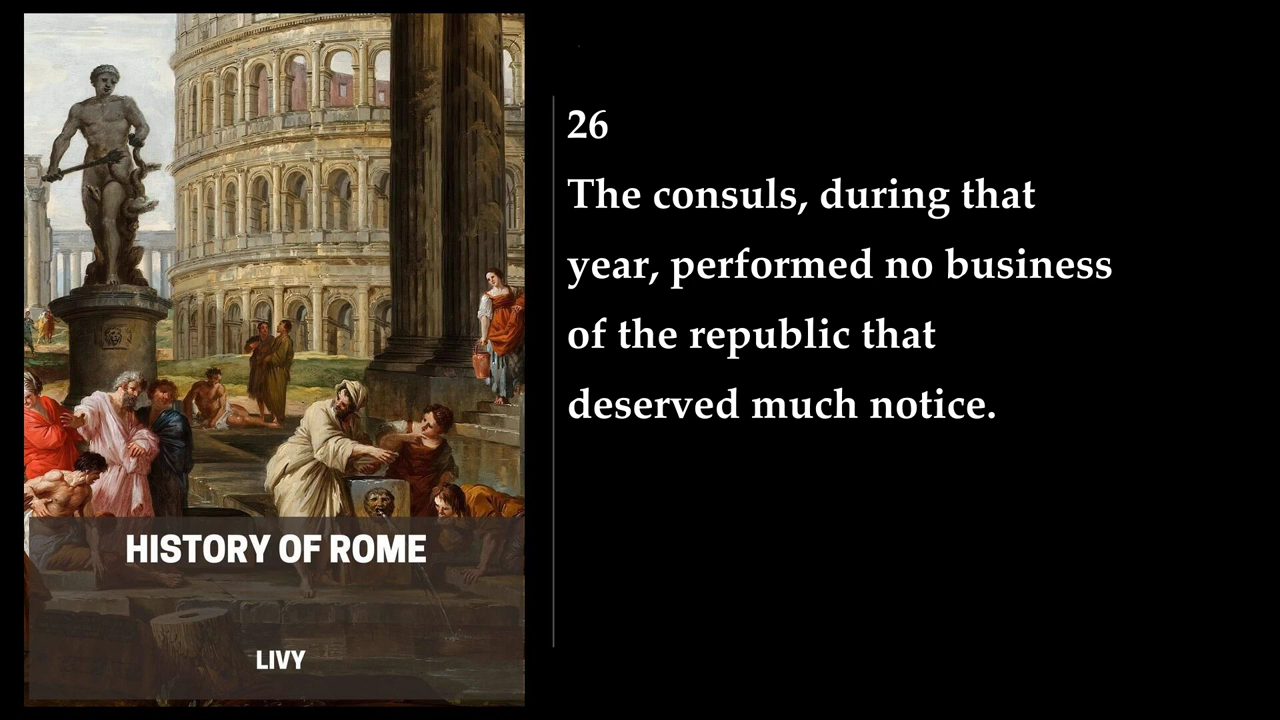 HISTORY OF ROME
LIVY
26
The consuls, during that
year, performed no business
of the republic that
deserved much notice.